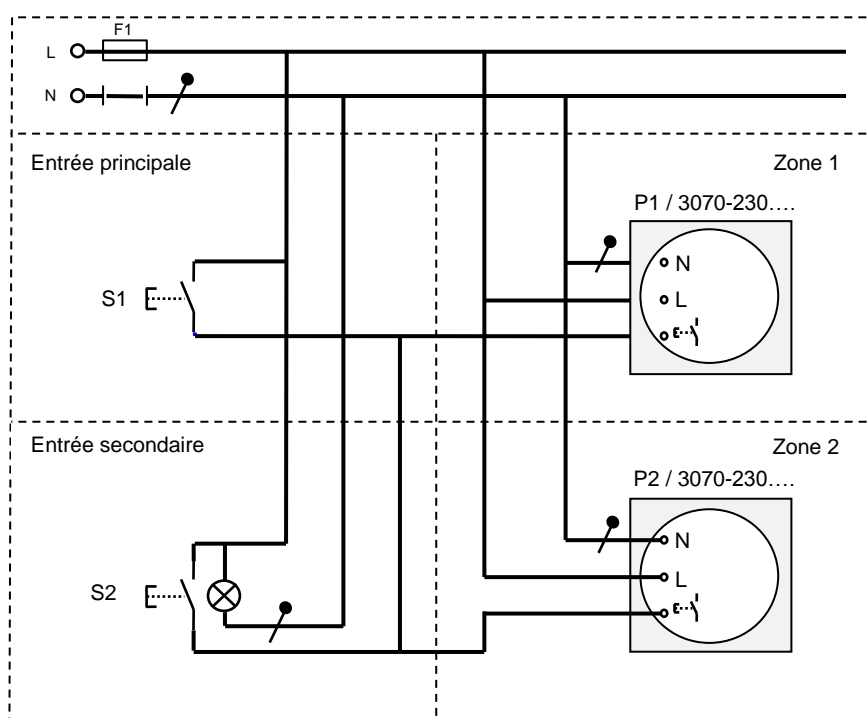 F1
L
N
Entrée principale
Zone 1
P1 / 3070-230....
N
S1
L
Entrée secondaire
Zone 2
P2 / 3070-230....
N
S2
L